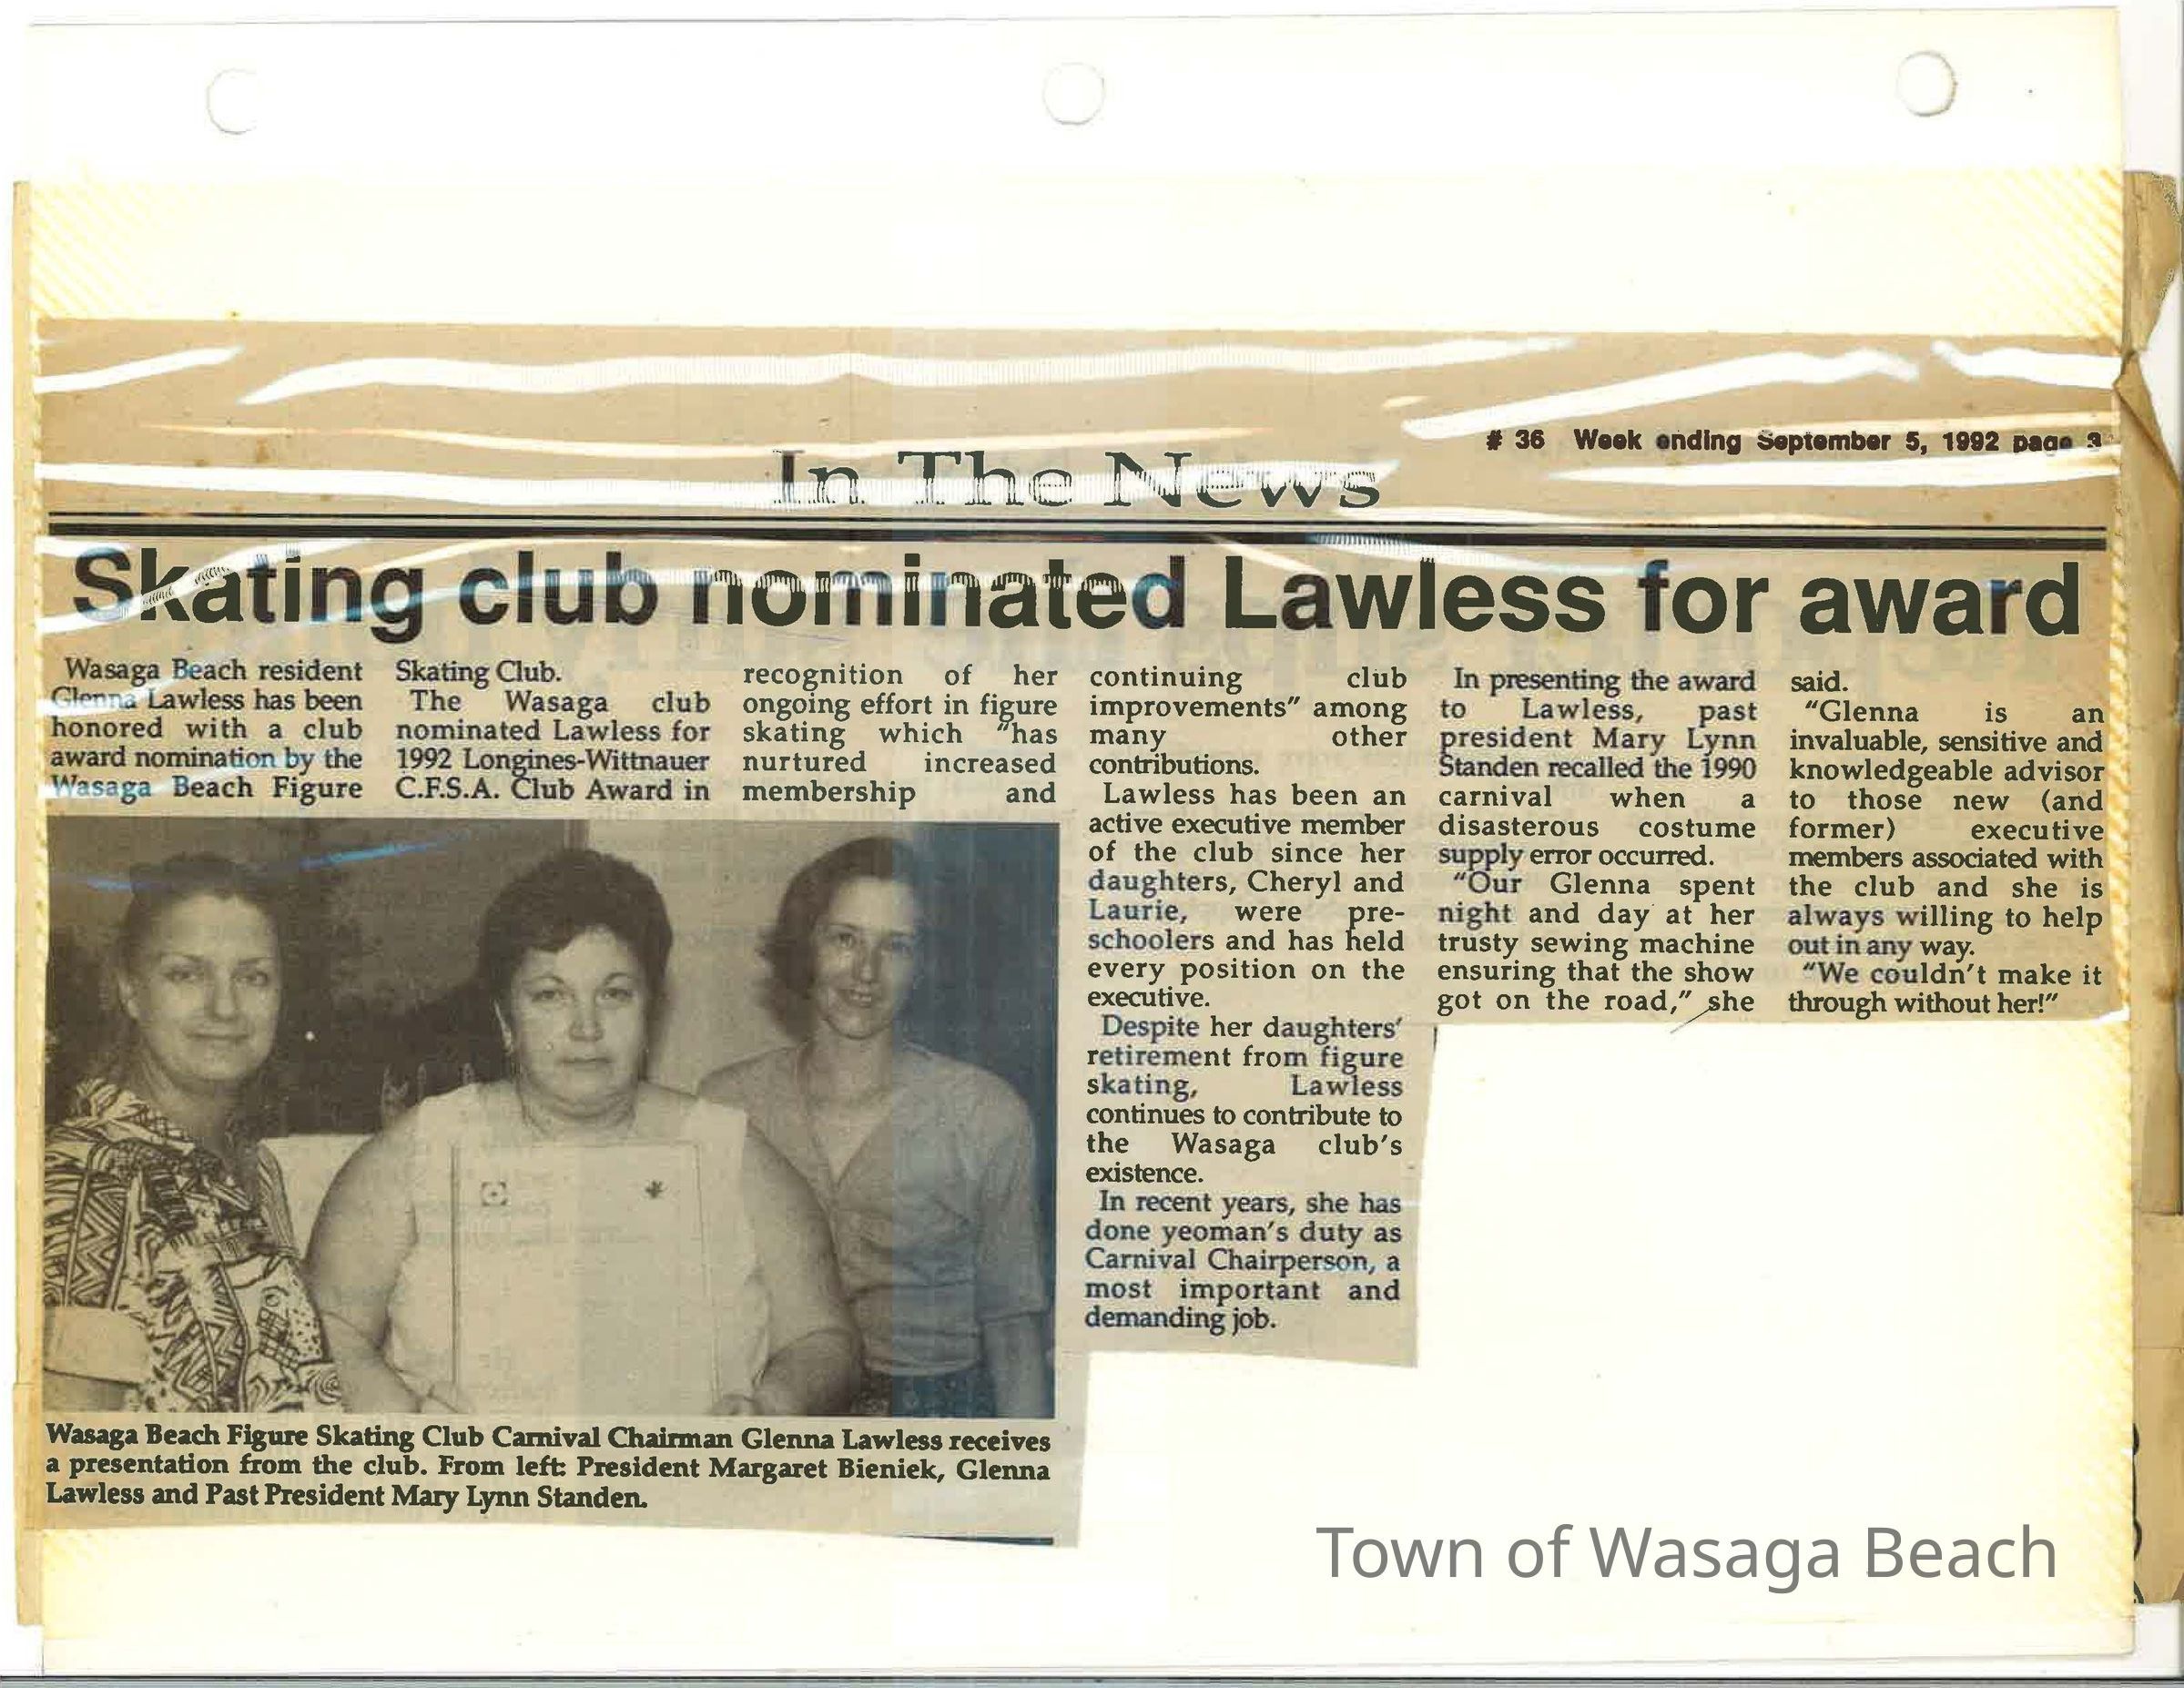 # 36 Week ending September 5, 1992 page 3
In The News
Skating club nominated Lawless for award
Wasaga Beach resident
Glenna Lawless has been
honored with a club
award nomination by the
Wasaga Beach Figure
Skating Club.
The Wasaga club
nominated Lawless for
1992 Longines-Wittnauer
C.F.S.A. Club Award in
recognition of her
ongoing effort in figure
skating which "has
nurtured increased
membership and
continuing club
improvements" among
many other
contributions.
Lawless has been an
active executive member
of the club since her
daughters, Cheryl and
Laurie, were pre-
schoolers and has held
every position on the
executive.
Despite her daughters'
retirement from figure
skating, Lawless
continues to contribute to
the Wasaga club's
existence.
In recent years, she has
done yeoman's duty as
Carnival Chairperson, a
most important and
demanding job.
In presenting the award
to Lawless, past
president Mary Lynn
Standen recalled the 1990
carnival when a
disasterous costume
supply error occurred.
"Our Glenna spent
night and day at her
trusty sewing machine
ensuring that the show
got on the road," she
said.
"Glenna is an
invaluable, sensitive and
knowledgeable advisor
to those new (and
former) executive
members associated with
the club and she is
always willing to help
out in any way.
"We couldn't make it
through without her!"
Wasaga Beach Figure Skating Club Carnival Chairman Glenna Lawless receives
a presentation from the club. From left: President Margaret Bieniek, Glenna
Lawless and Past President Mary Lynn Standen.
Town of Wasaga Beach